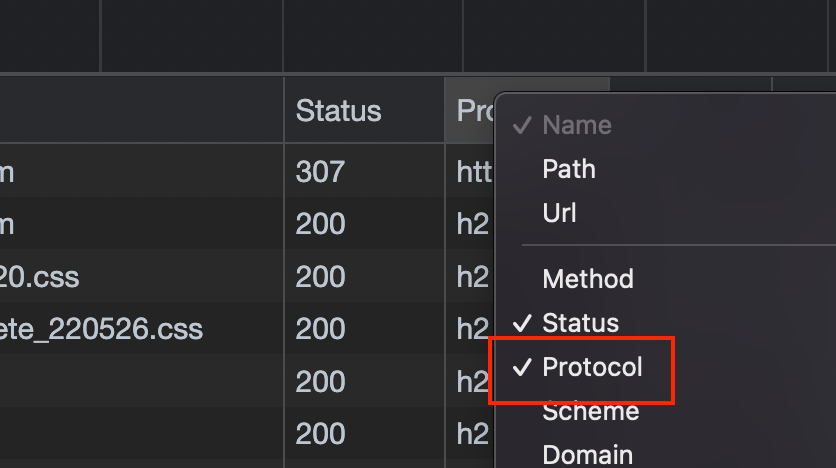 Status Pro
✓ Name
Path
Url
m 307 htt
m 200 h2
20.css 200 h2
ete_220526.css 200 h2
200 h2
200 h2
Method
✓ Status
✓ Protocol
Scheme
Domain